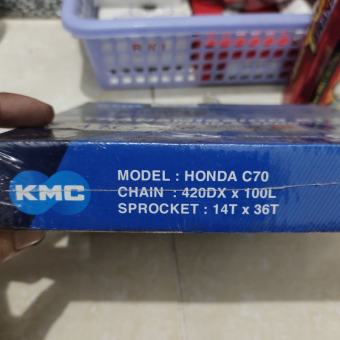 KMC
MODEL : HONDA C70
CHAIN : 420DX x 100L
SPROCKET : 14T x 36T